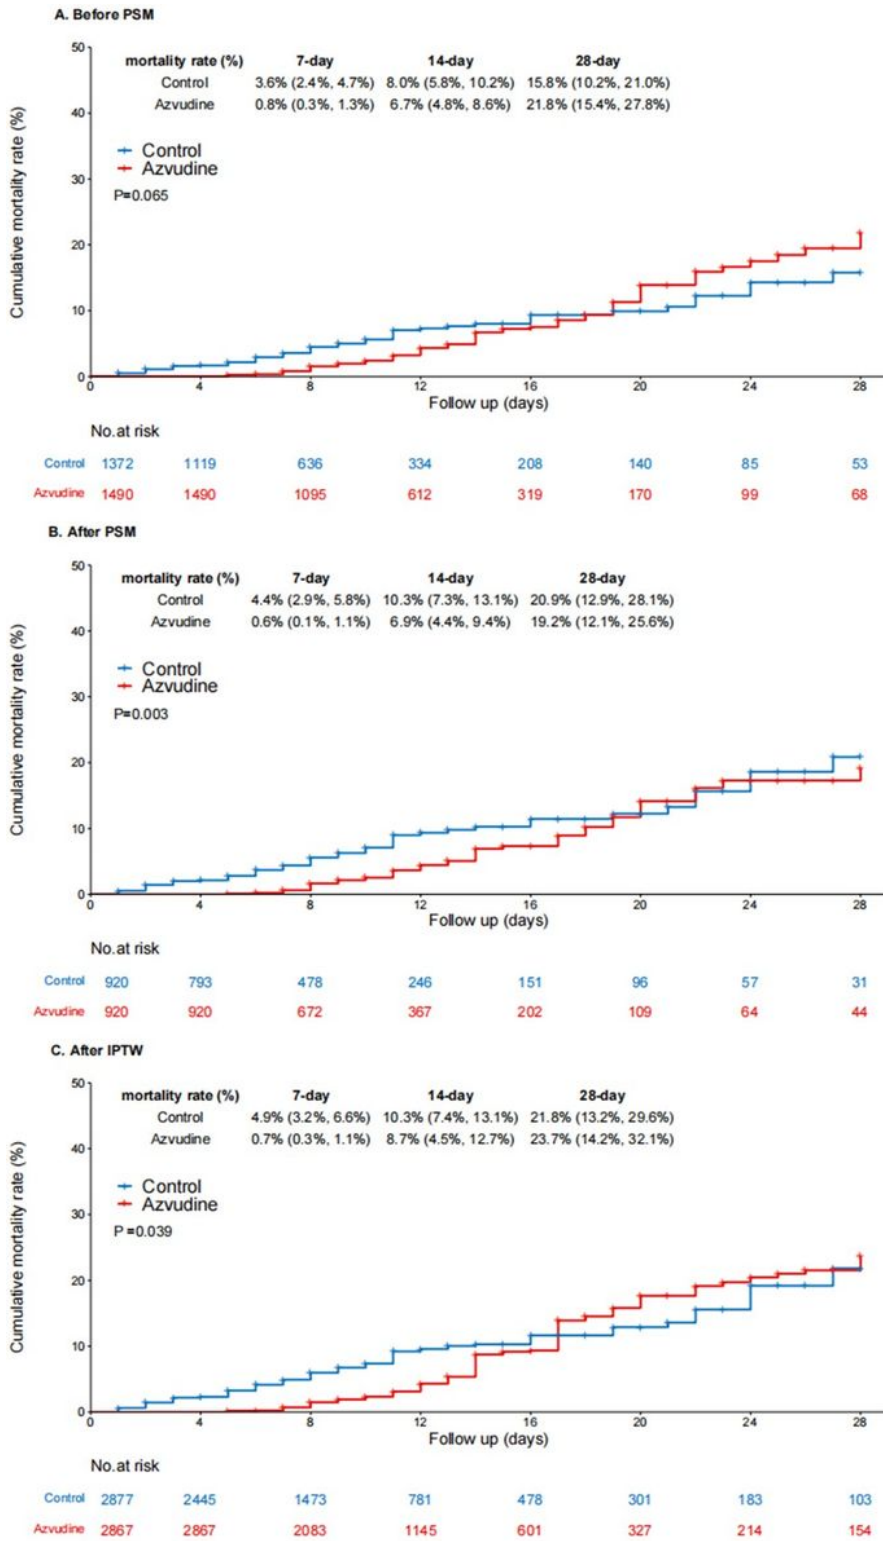 A. Before PSM
50
mortality rate (%) 7-day 14-day 28-day
Control 3.6% (2.4%, 4.7%) 8.0% (5.8%, 10.2%) 15.8% (10.2%, 21.0%)
Azvudine 0.8% (0.3%, 1.3%) 6.7% (4.8%, 8.6%) 21.8% (15.4%, 27.8%)
40
Control
Azvudine
30
P=0.065
20
10
0
Cumulative mortality rate (%)
0 4 8 12 16 20 24 28
Follow up (days)
No.at risk
Control 1372 1119 636 334 208 140 85 53
Azvudine 1490 1490 1095 612 319 170 99 68
B. After PSM
50
mortality rate (%) 7-day 14-day 28-day
Control 4.4% (2.9%, 5.8%) 10.3% (7.3%, 13.1%) 20.9% (12.9%, 28.1%)
Azvudine 0.6% (0.1%, 1.1%) 6.9% (4.4%, 9.4%) 19.2% (12.1%, 25.6%)
40
Control
Azvudine
30
P=0.003
20
10
0
Cumulative mortality rate (%)
0 4 8 12 16 20 24 28
Follow up (days)
No.at risk
Control 920 793 478 246 151 96 57 31
Azvudine 920 920 672 367 202 109 64 44
C. After IPTW
50
mortality rate (%) 7-day 14-day 28-day
Control 4.9% (3.2%, 6.6%) 10.3% (7.4%, 13.1%) 21.8% (13.2%, 29.6%)
Azvudine 0.7% (0.3%, 1.1%) 8.7% (4.5%, 12.7%) 23.7% (14.2%, 32.1%)
40
Control
Azvudine
30
P =0.039
20
10
0
Cumulative mortality rate (%)
0 4 8 12 16 20 24 28
Follow up (days)
No.at risk
Control 2877 2445 1473 781 478 301 183 103
Azvudine 2867 2867 2083 1145 601 327 214 154